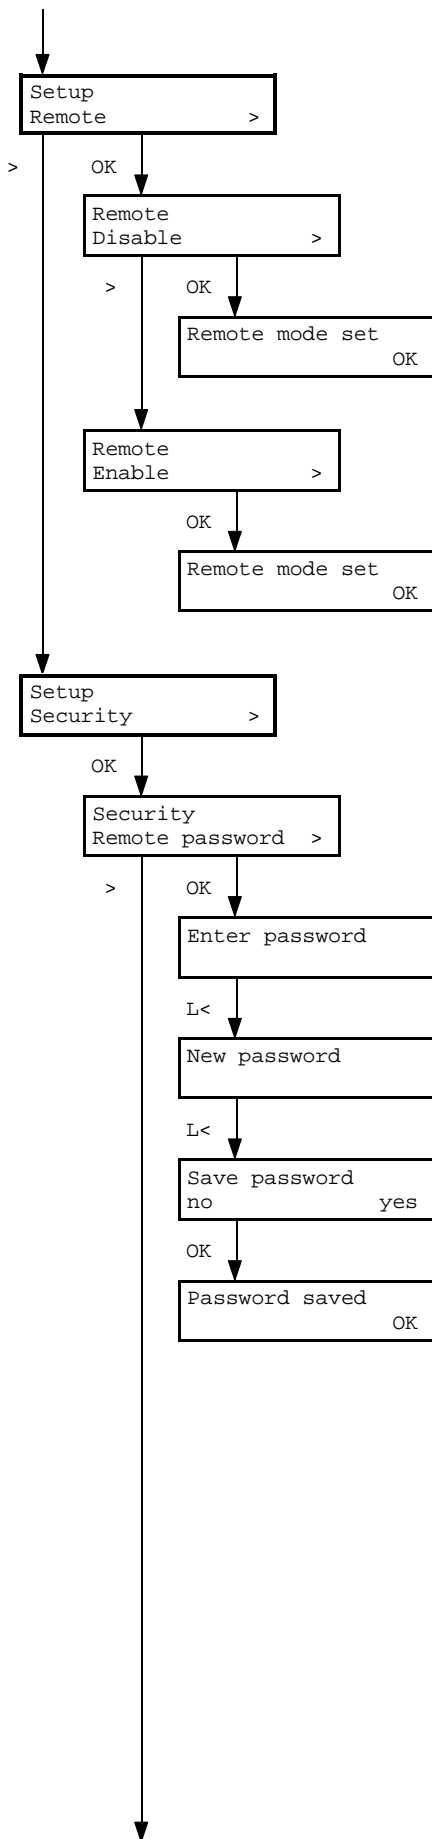 Setup
Remote >
> OK
Remote
Disable >
> OK
Remote mode set
OK
Remote
Enable >
OK
Remote mode set
OK
Setup
Security >
OK
Security
Remote password >
> OK
Enter password
L<
New password
L<
Save password
no yes
OK
Password saved
OK